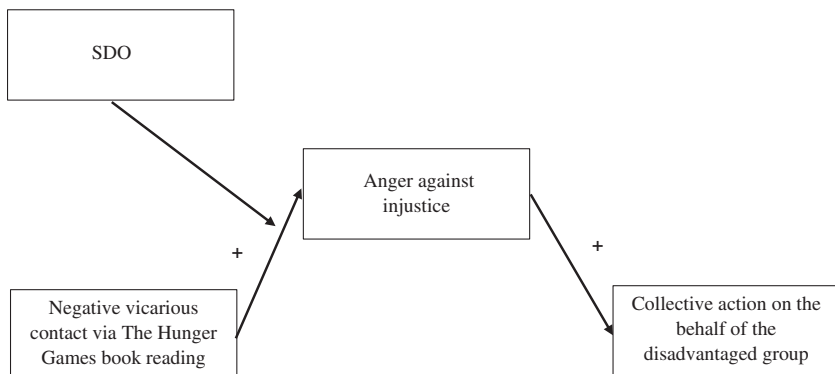 SDO
Anger against
injustice
+
+
Negative vicarious
contact via The Hunger
Games book reading
Collective action on the
behalf of the
disadvantaged group